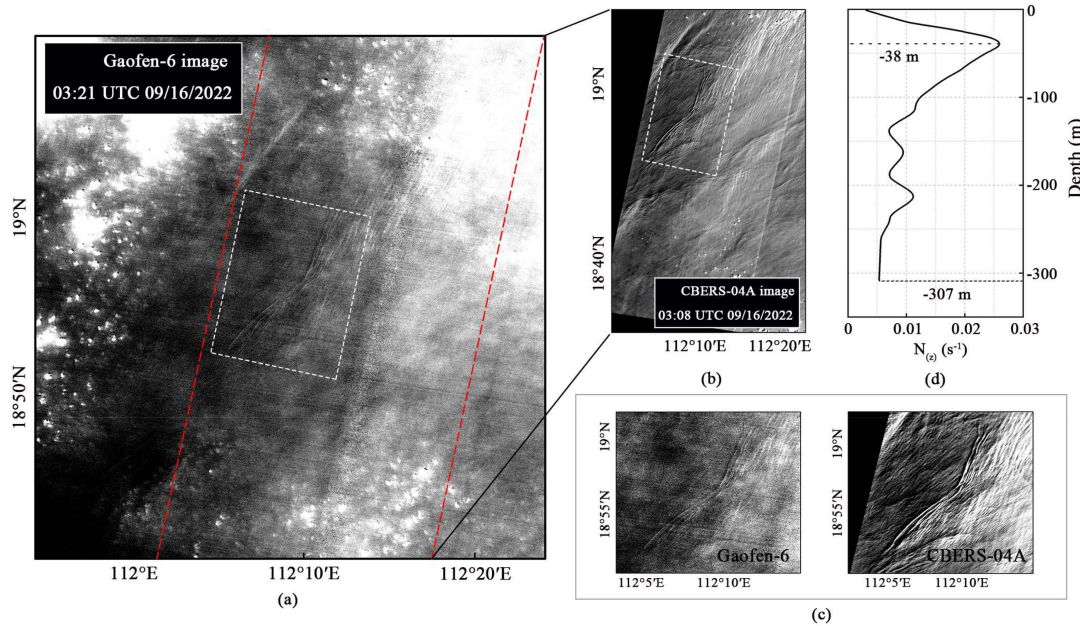 Gaofen-6 image
03:21 UTC 09/16/2022
19°N
18°50′N
112°E
112°10′E
112°20′E
(a)
19°N
18°40′N
CBERS-04A image
03:08 UTC 09/16/2022
112°10′E
112°20′E
(b)
0
-38 m
-100
-200
-300
-307 m
Depth (m)
0
0.01
0.02
0.03
N(z) (s⁻¹)
(d)
19°N
18°55′N
Gaofen-6
112°5′E
112°10′E
19°N
18°55′N
CBERS-04A
112°5′E
112°10′E
(c)